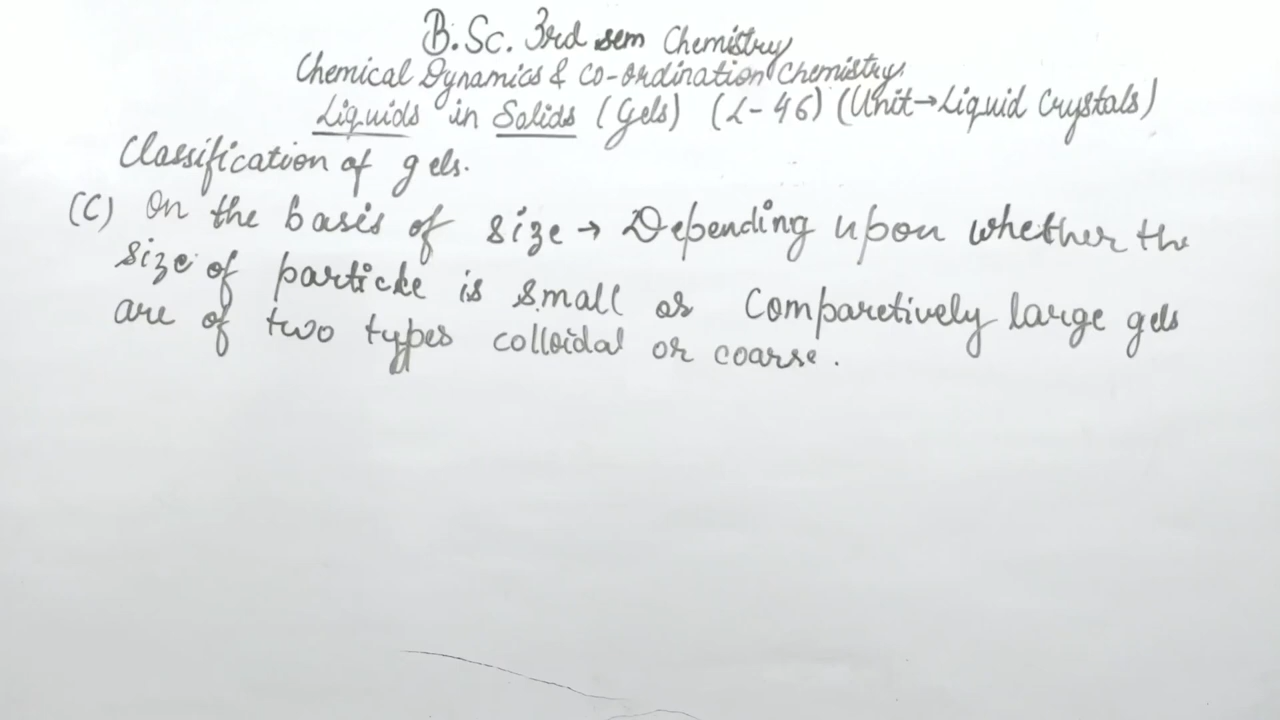 B.Sc. 3rd sem Chemistry
Chemical Dynamics & Co-ordination Chemistry
Liquids in Solids (Gels) (L-46) (Unit→Liquid Crystals)
Classification of gels.
(C) On the basis of size → Depending upon whether the
size of particle is small or Comparetively large gels
are of two types colloidal or coarse.